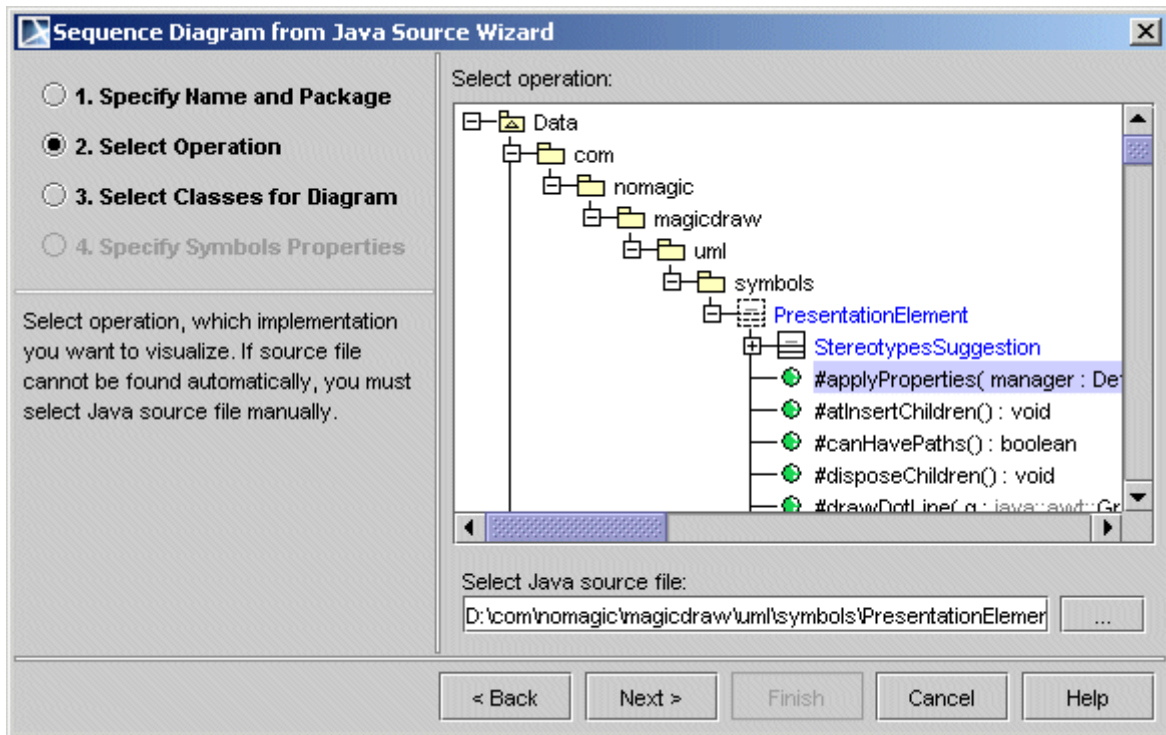 Sequence Diagram from Java Source Wizard
1. Specify Name and Package
2. Select Operation
3. Select Classes for Diagram
4. Specify Symbols Properties
Select operation, which implementation
you want to visualize. If source file
cannot be found automatically, you must
select Java source file manually.
Select operation:
Data
com
nomagic
magicdraw
uml
symbols
PresentationElement
StereotypesSuggestion
#applyProperties( manager : De
#atInsertChildren() : void
#canHavePaths() : boolean
#disposeChildren() : void
#drawDotLine( g : java::awt::Gr
Select Java source file:
D:\com\nomagic\magicdraw\uml\symbols\PresentationElemer
...
< Back
Next >
Finish
Cancel
Help